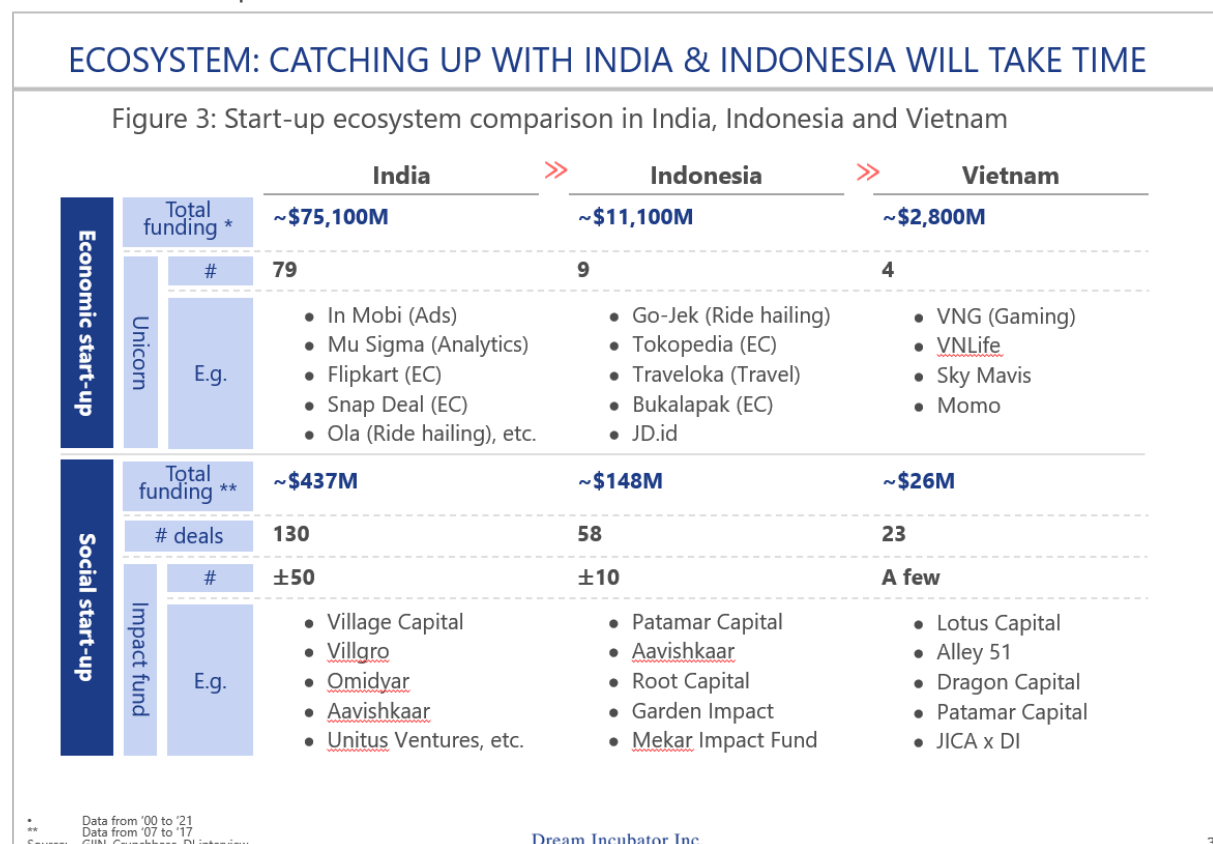 ECOSYSTEM: CATCHING UP WITH INDIA & INDONESIA WILL TAKE TIME
Figure 3: Start-up ecosystem comparison in India, Indonesia and Vietnam
India » Indonesia » Vietnam
Economic start-up
Total funding * ~$75,100M ~$11,100M ~$2,800M
Unicorn
# 79 9 4
E.g.
• In Mobi (Ads)
• Mu Sigma (Analytics)
• Flipkart (EC)
• Snap Deal (EC)
• Ola (Ride hailing), etc.
• Go-Jek (Ride hailing)
• Tokopedia (EC)
• Traveloka (Travel)
• Bukalapak (EC)
• JD.id
• VNG (Gaming)
• VNLife
• Sky Mavis
• Momo
Social start-up
Total funding ** ~$437M ~$148M ~$26M
# deals 130 58 23
Impact fund
# ±50 ±10 A few
E.g.
• Village Capital
• Villgro
• Omidyar
• Aavishkaar
• Unitus Ventures, etc.
• Patamar Capital
• Aavishkaar
• Root Capital
• Garden Impact
• Mekar Impact Fund
• Lotus Capital
• Alley 51
• Dragon Capital
• Patamar Capital
• JICA x DI
• Data from '00 to '21
** Data from '07 to '17
Source: GIIN, Crunchbase, DI interview
Dream Incubator Inc.
3